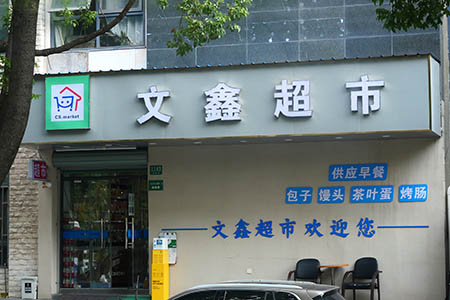 CB.market
文鑫超市
供应早餐
包子 馒头 茶叶蛋 烤肠
文鑫超市欢迎您